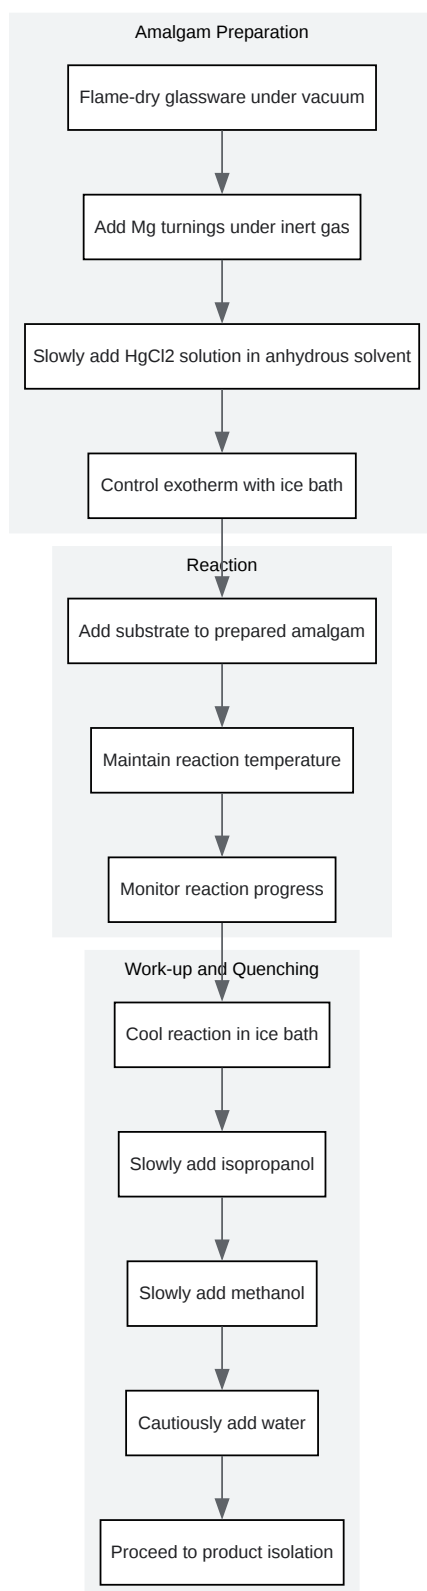 Amalgam Preparation
Flame-dry glassware under vacuum
Add Mg turnings under inert gas
Slowly add HgCl2 solution in anhydrous solvent
Control exotherm with ice bath
Reaction
Add substrate to prepared amalgam
Maintain reaction temperature
Monitor reaction progress
Work-up and Quenching
Cool reaction in ice bath
Slowly add isopropanol
Slowly add methanol
Cautiously add water
Proceed to product isolation